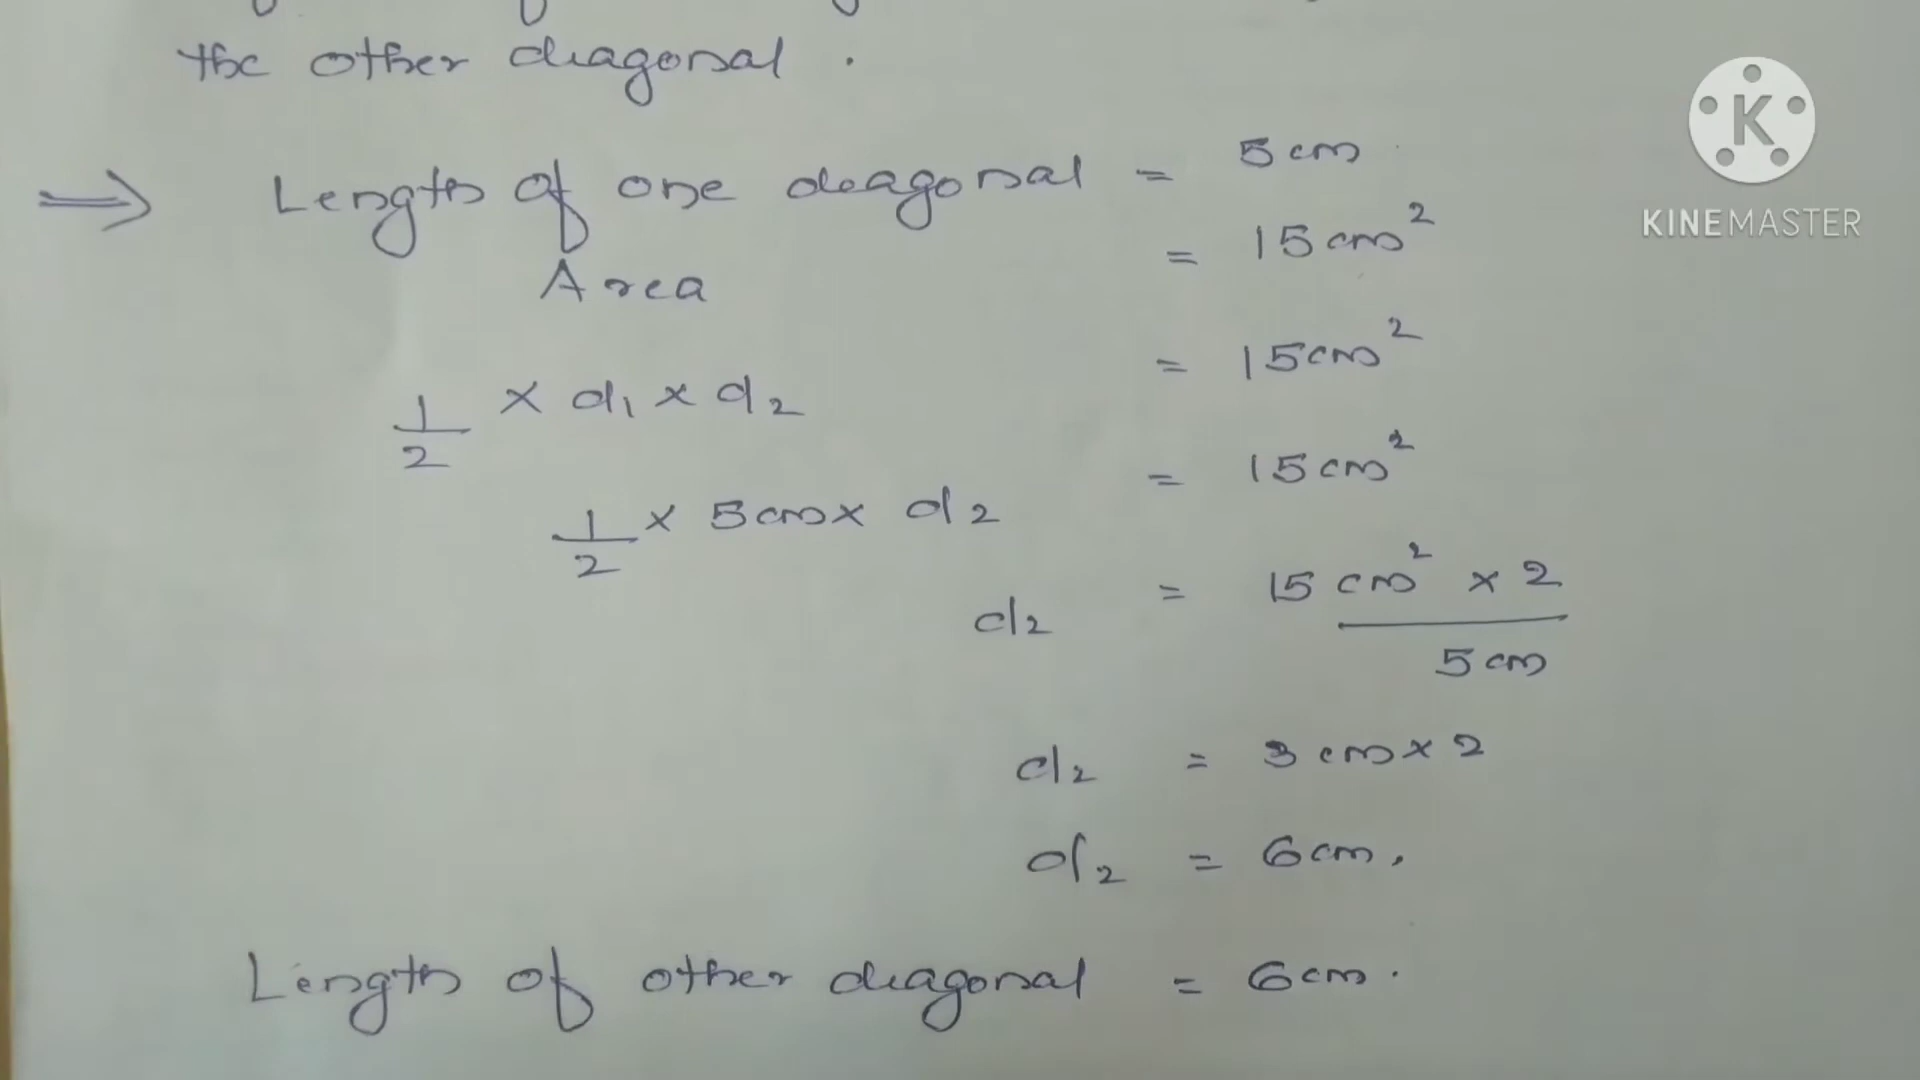 the other diagonal .
⇒ Length of one diagonal = 5 cm
Area = 15 cm²
1/2 × d₁ × d₂ = 15 cm²
1/2 × 5cm × d₂ = 15 cm²
d₂ = 15 cm² × 2 / 5 cm
d₂ = 3 cm × 2
d₂ = 6 cm.
Length of other diagonal = 6 cm.
K
KINEMASTER